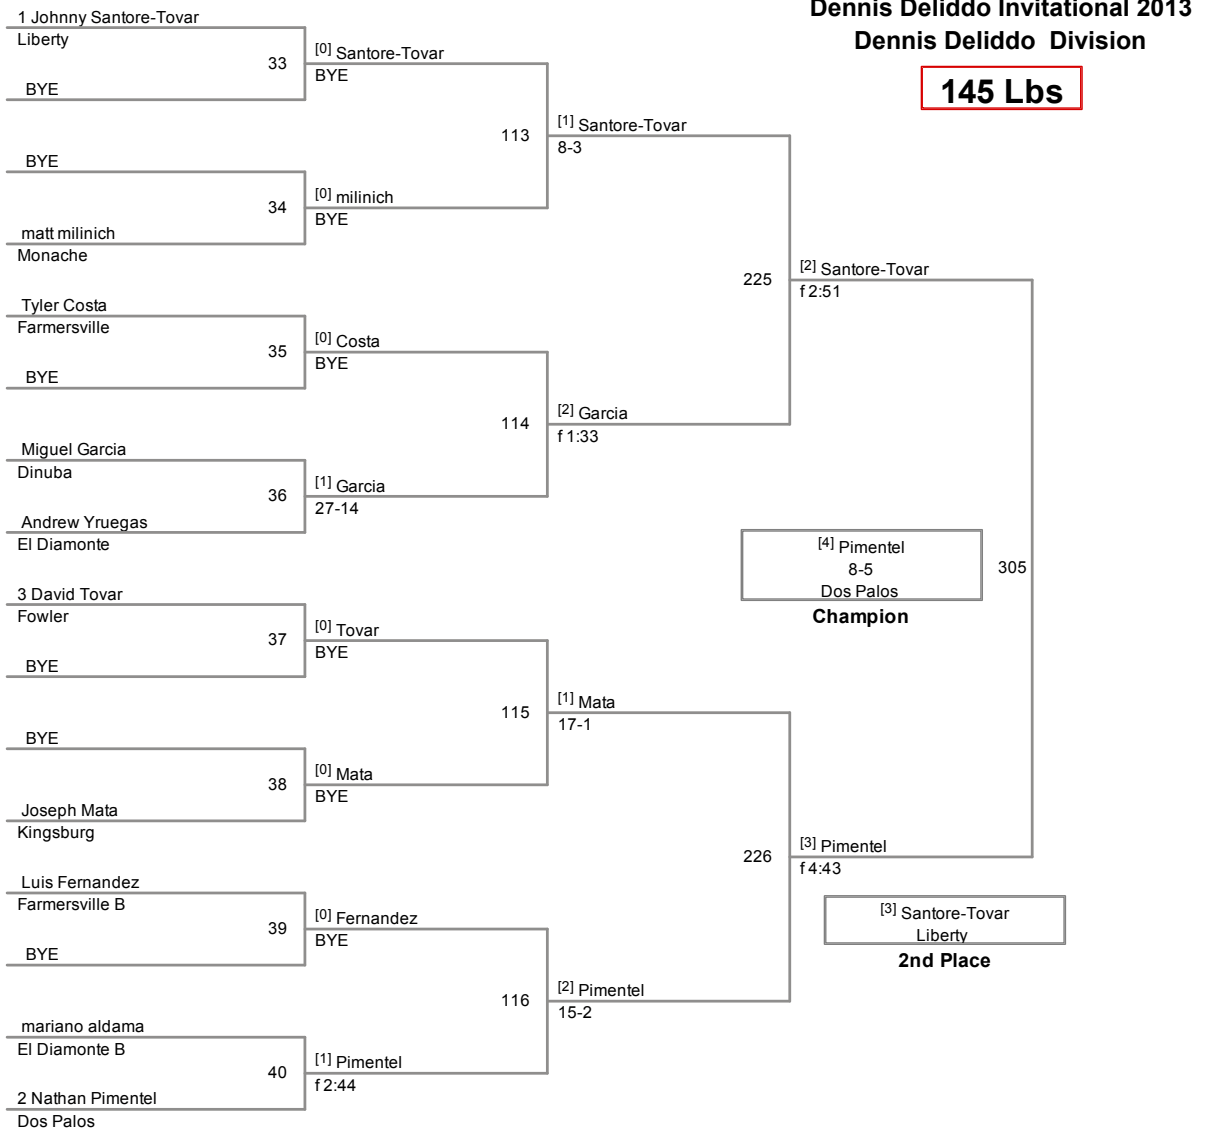 Dennis Deliddo Invitational 2013
Dennis Deliddo Division
145 Lbs
1 Johnny Santore-Tovar
Liberty
33
BYE
[0] Santore-Tovar
BYE
113
[1] Santore-Tovar
8-3
BYE
34
matt milinich
Monache
[0] milinich
BYE
225
[2] Santore-Tovar
f 2:51
Tyler Costa
Farmersville
35
BYE
[0] Costa
BYE
114
[2] Garcia
f 1:33
Miguel Garcia
Dinuba
36
Andrew Yruegas
El Diamonte
[1] Garcia
27-14
[4] Pimentel
8-5
Dos Palos
Champion
305
3 David Tovar
Fowler
37
BYE
[0] Tovar
BYE
115
[1] Mata
17-1
BYE
38
Joseph Mata
Kingsburg
[0] Mata
BYE
226
[3] Pimentel
f 4:43
Luis Fernandez
Farmersville B
39
BYE
[0] Fernandez
BYE
[3] Santore-Tovar
Liberty
2nd Place
116
[2] Pimentel
15-2
mariano aldama
El Diamonte B
40
2 Nathan Pimentel
Dos Palos
[1] Pimentel
f 2:44